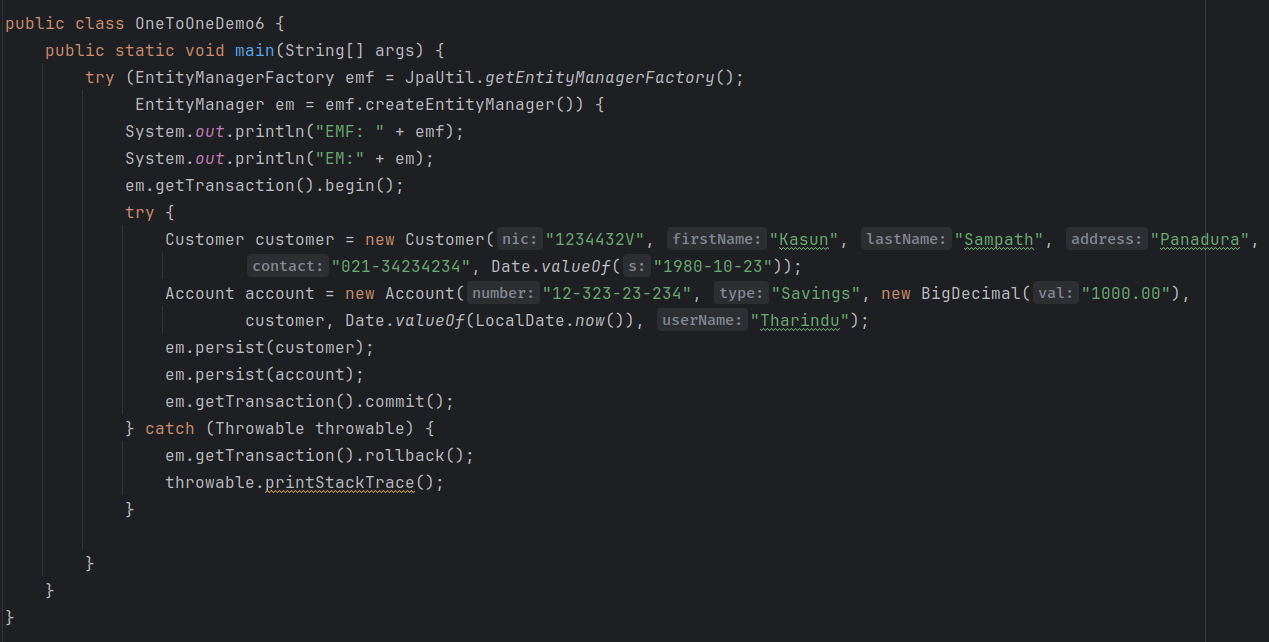 public class OneToOneDemo6 {
    public static void main(String[] args) {
        try (EntityManagerFactory emf = JpaUtil.getEntityManagerFactory();
             EntityManager em = emf.createEntityManager()) {
            System.out.println("EMF: " + emf);
            System.out.println("EM:" + em);
            em.getTransaction().begin();
            try {
                Customer customer = new Customer( nic: "1234432V", firstName: "Kasun", lastName: "Sampath", address: "Panadura",
                        contact: "021-34234234", Date.valueOf( s: "1980-10-23"));
                Account account = new Account( number: "12-323-23-234", type: "Savings", new BigDecimal( val: "1000.00"),
                        customer, Date.valueOf(LocalDate.now()), userName: "Tharindu");
                em.persist(customer);
                em.persist(account);
                em.getTransaction().commit();
            } catch (Throwable throwable) {
                em.getTransaction().rollback();
                throwable.printStackTrace();
            }
        }
    }
}